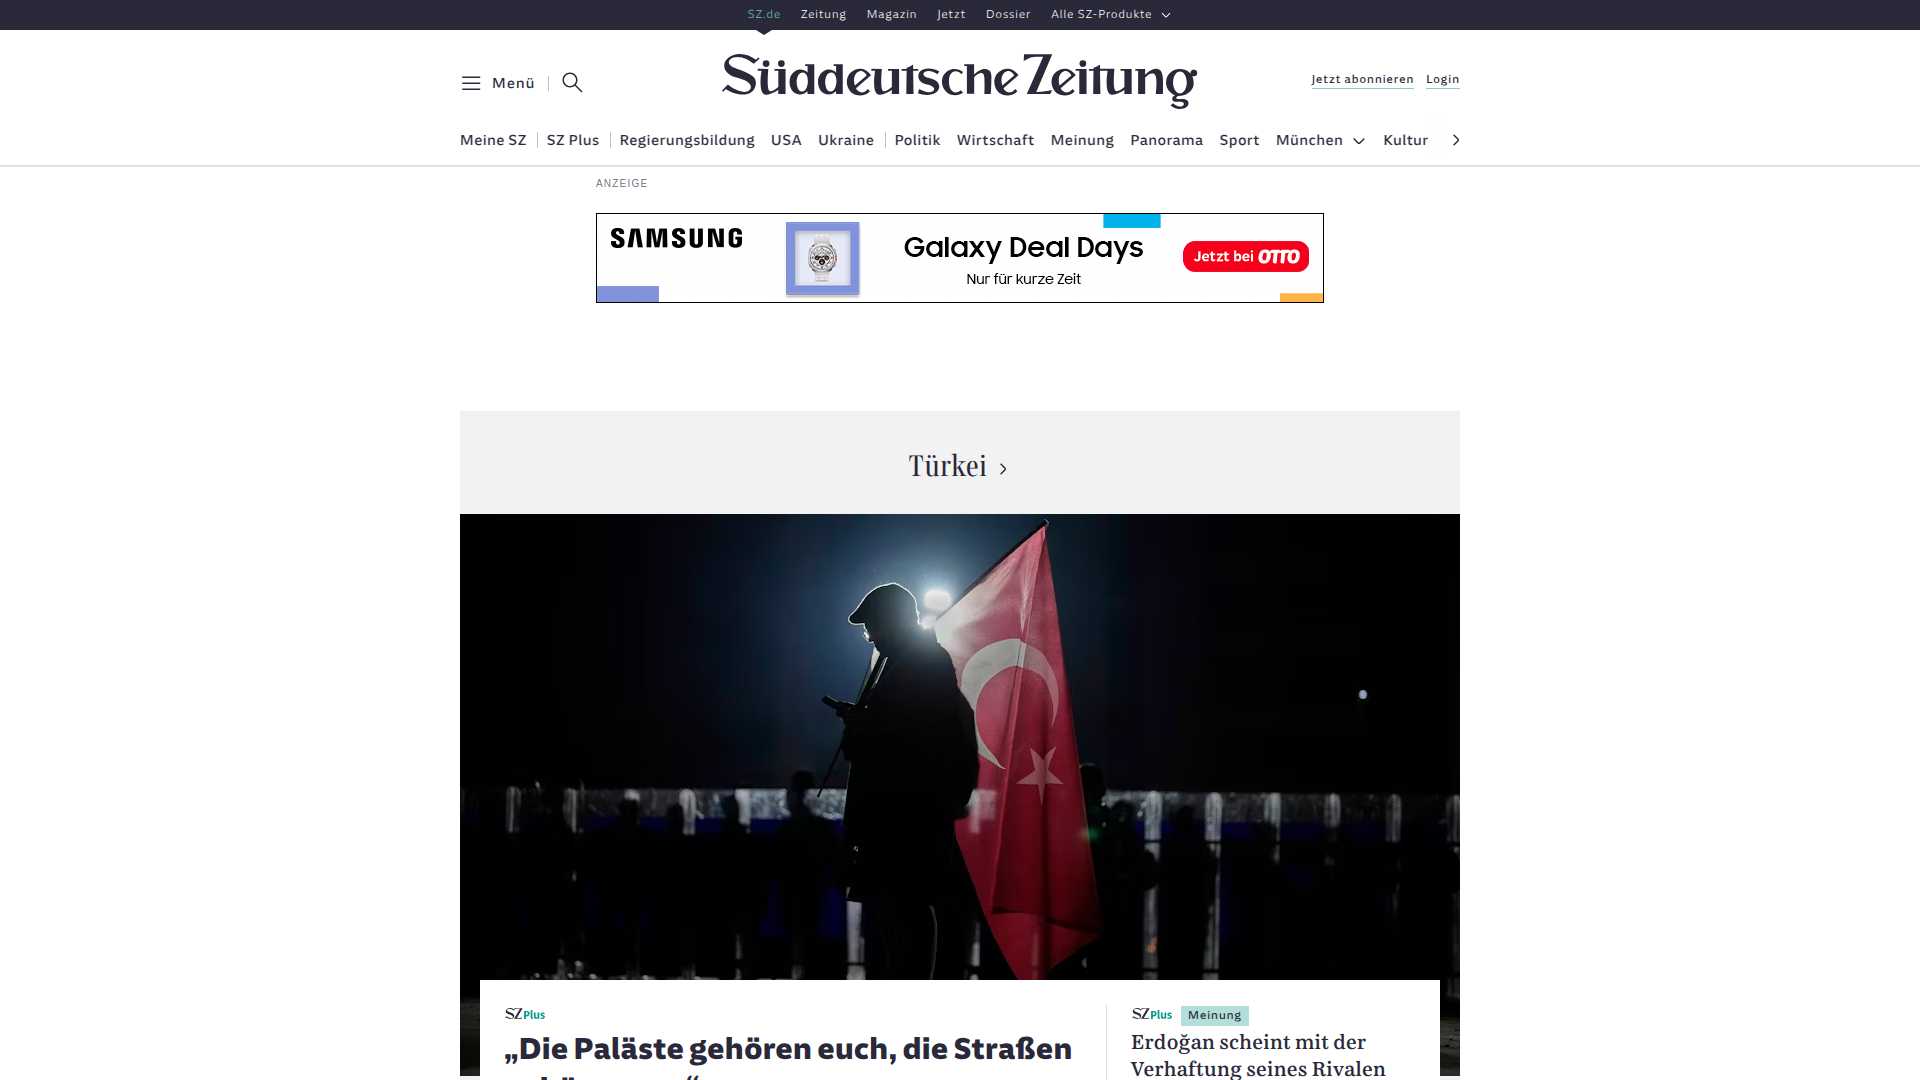 SZ.de Zeitung Magazin Jetzt Dossier Alle SZ-Produkte
Menü
Süddeutsche Zeitung
Jetzt abonnieren Login
Meine SZ SZ Plus Regierungsbildung USA Ukraine Politik Wirtschaft Meinung Panorama Sport München Kultur
ANZEIGE
SAMSUNG
Galaxy Deal Days
Nur für kurze Zeit
Jetzt bei OTTO
Türkei
SZ Plus
„Die Paläste gehören euch, die Straßen
SZ Plus Meinung
Erdoğan scheint mit der
Verhaftung seines Rivalen